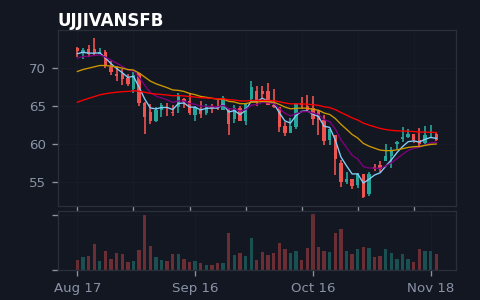 UJJIVANSFB
70
65
60
55
Aug 17
Sep 16
Oct 16
Nov 18